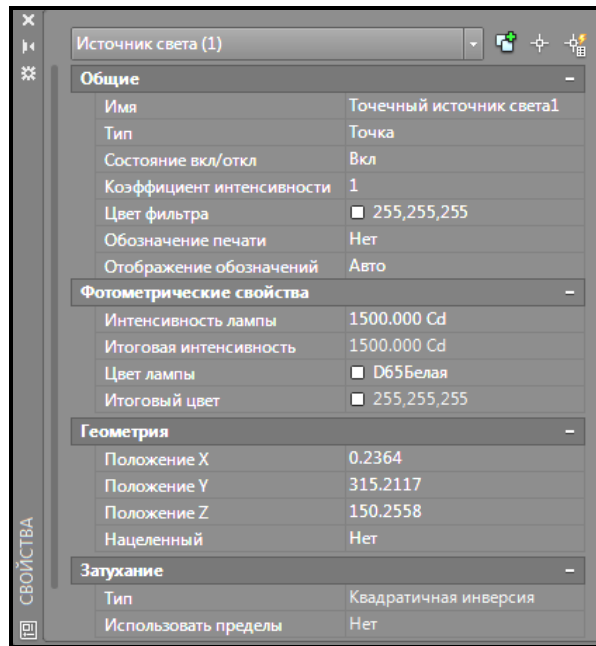 Источник света (1)
Общие
Имя Точечный источник света1
Тип Точка
Состояние вкл/откл Вкл
Коэффициент интенсивности 1
Цвет фильтра 255,255,255
Обозначение печати Нет
Отображение обозначений Авто
Фотометрические свойства
Интенсивность лампы 1500.000 Cd
Итоговая интенсивность 1500.000 Cd
Цвет лампы D65Белая
Итоговый цвет 255,255,255
Геометрия
Положение X 0.2364
Положение Y 315.2117
Положение Z 150.2558
Нацеленный Нет
Затухание
Тип Квадратичная инверсия
Использовать пределы Нет
СВОЙСТВА